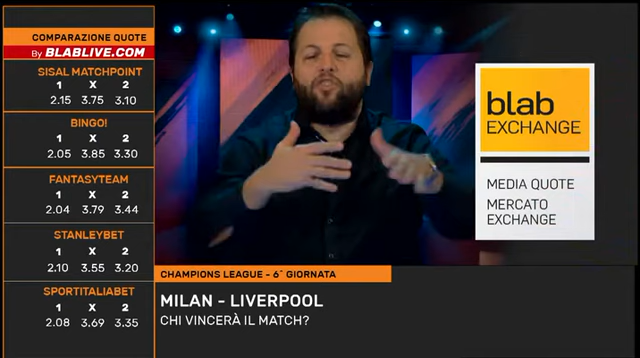 COMPARAZIONE QUOTE
By BLABLIVE.COM
SISAL MATCHPOINT
1 X 2
2.15 3.75 3.10
BINGO!
1 X 2
2.05 3.85 3.30
FANTASYTEAM
1 X 2
2.04 3.79 3.44
STANLEYBET
1 X 2
2.10 3.55 3.20
SPORTITALIABET
1 X 2
2.08 3.69 3.35
blab
EXCHANGE
MEDIA QUOTE
MERCATO
EXCHANGE
CHAMPIONS LEAGUE - 6^ GIORNATA
MILAN - LIVERPOOL
CHI VINCERÀ IL MATCH?